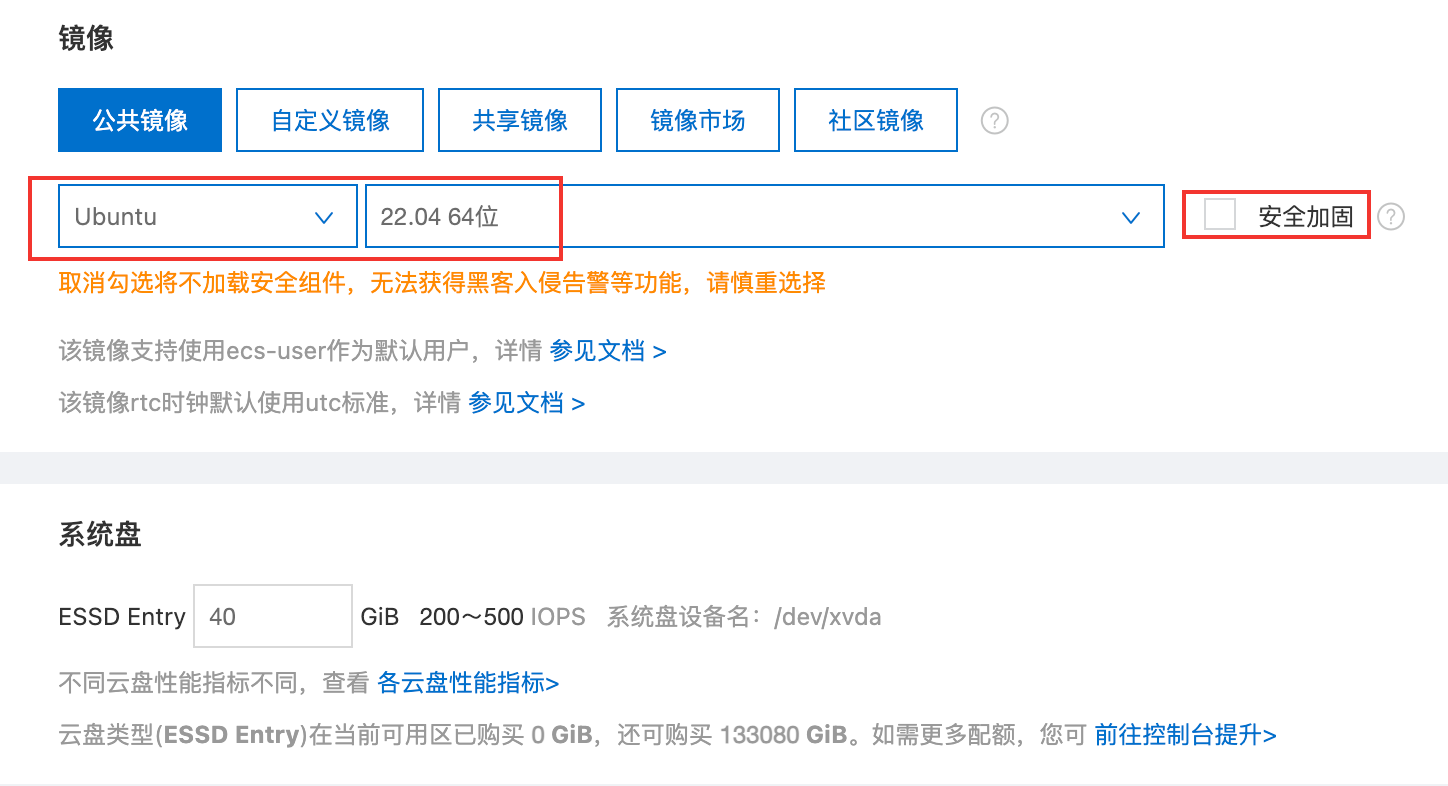 镜像
公共镜像 自定义镜像 共享镜像 镜像市场 社区镜像 ?
Ubuntu 22.04 64位 安全加固 ?
取消勾选将不加载安全组件，无法获得黑客入侵告警等功能，请慎重选择
该镜像支持使用ecs-user作为默认用户，详情 参见文档 >
该镜像rtc时钟默认使用utc标准，详情 参见文档 >
系统盘
ESSD Entry 40 GiB 200～500 IOPS 系统盘设备名：/dev/xvda
不同云盘性能指标不同，查看 各云盘性能指标>
云盘类型(ESSD Entry)在当前可用区已购买 0 GiB，还可购买 133080 GiB。如需更多配额，您可 前往控制台提升>